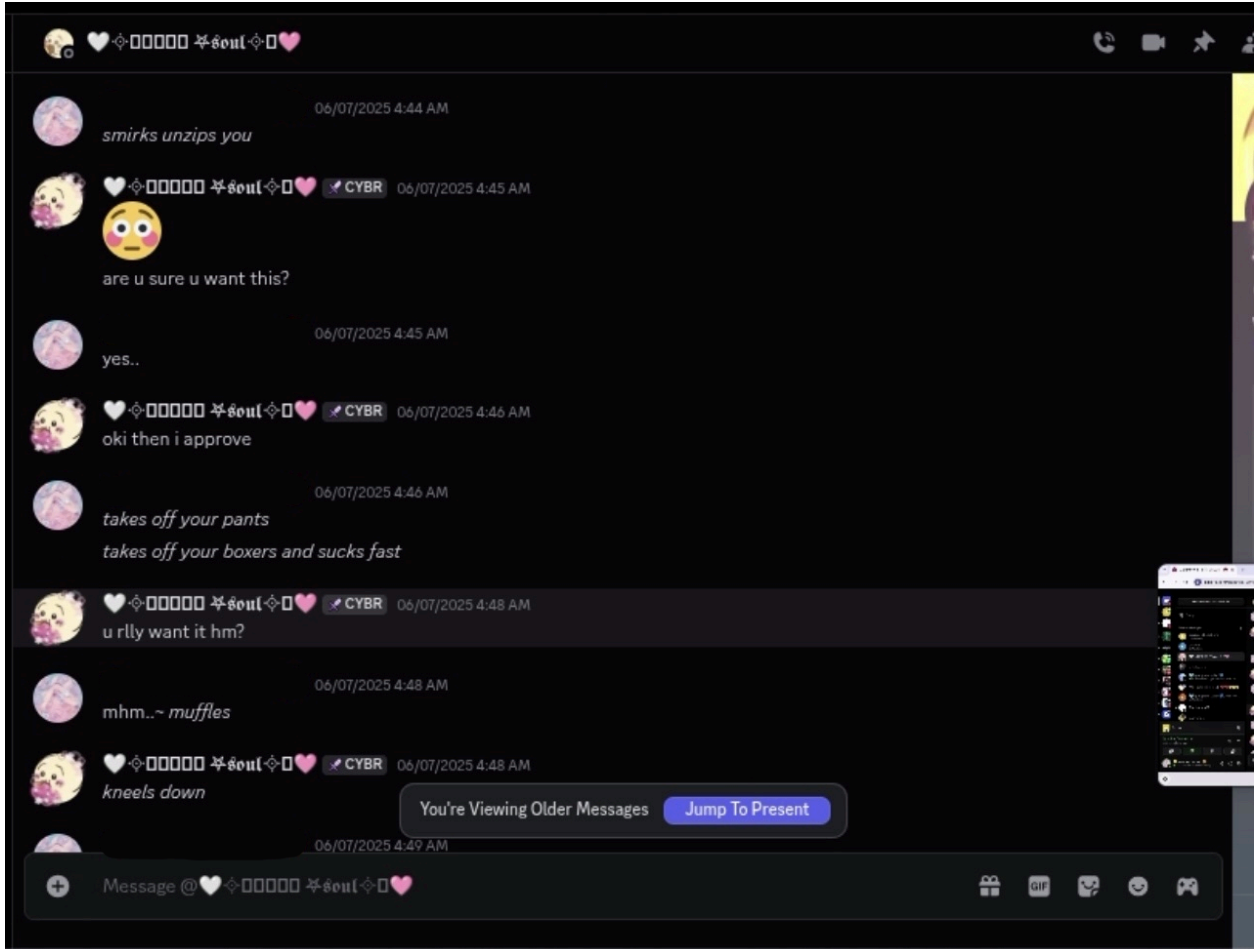 soul
06/07/2025 4:44 AM
smirks unzips you
soul CYBR 06/07/2025 4:45 AM
are u sure u want this?
06/07/2025 4:45 AM
yes..
soul CYBR 06/07/2025 4:46 AM
oki then i approve
06/07/2025 4:46 AM
takes off your pants
takes off your boxers and sucks fast
soul CYBR 06/07/2025 4:48 AM
u rlly want it hm?
06/07/2025 4:48 AM
mhm..~ muffles
soul CYBR 06/07/2025 4:48 AM
kneels down
You're Viewing Older Messages Jump To Present
06/07/2025 4:49 AM
Message @ soul
GIF